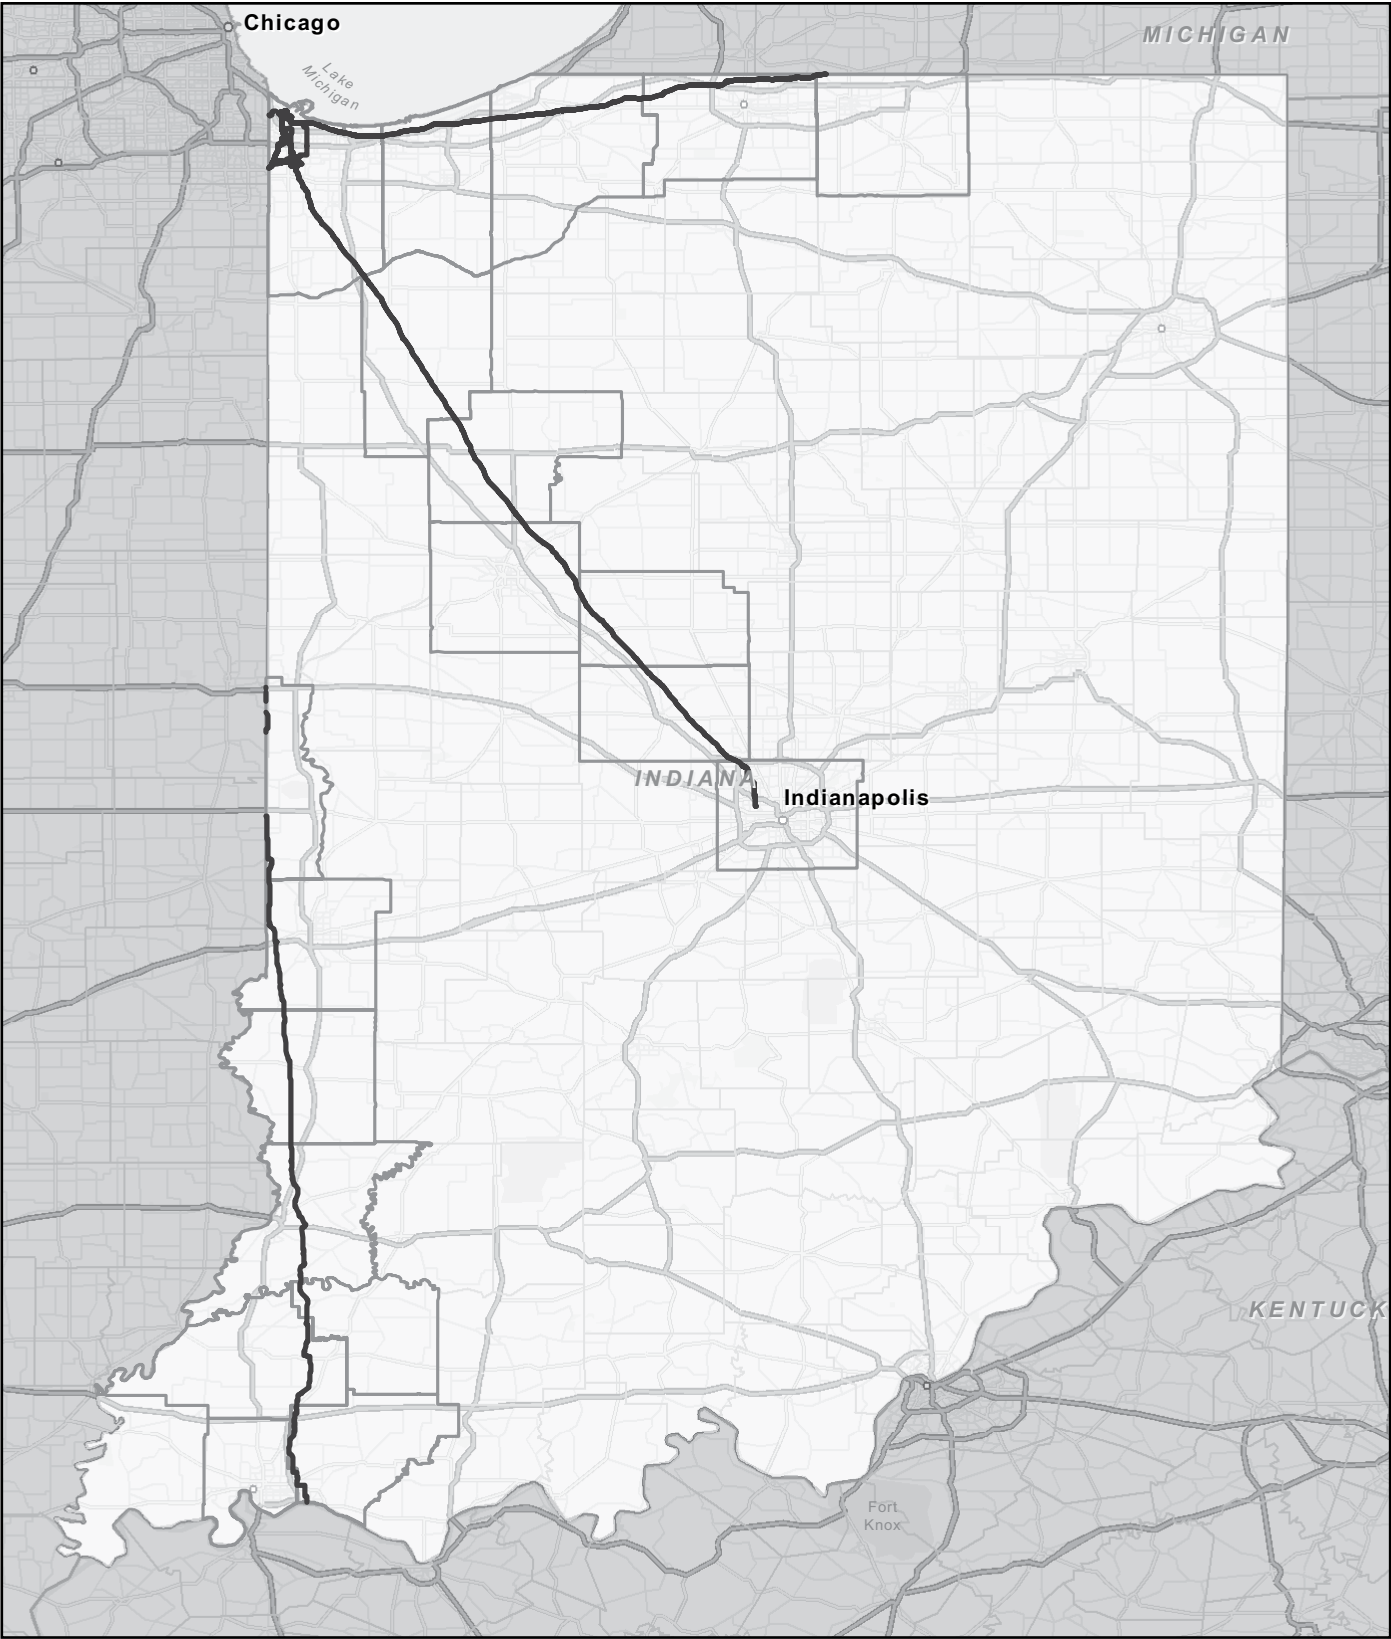 Chicago
MICHIGAN
Lake
Michigan
INDIANA
Indianapolis
KENTUCK
Fort
Knox